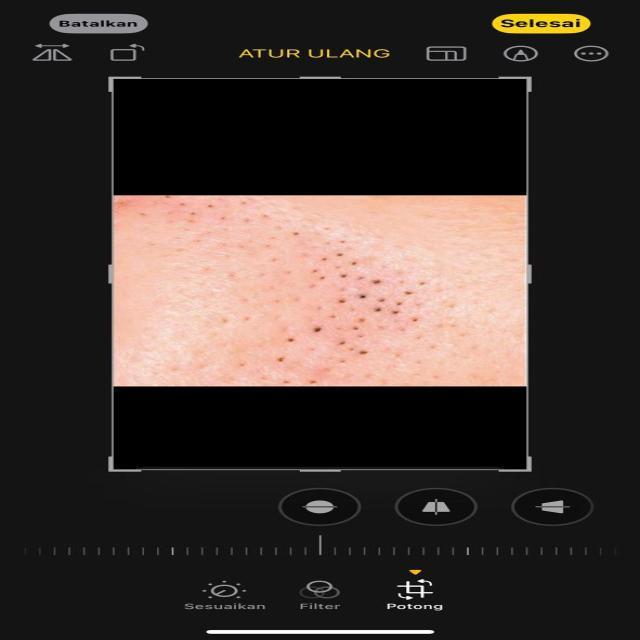 Batalkan
Selesai
ATUR ULANG
Sesuaikan
Filter
Potong